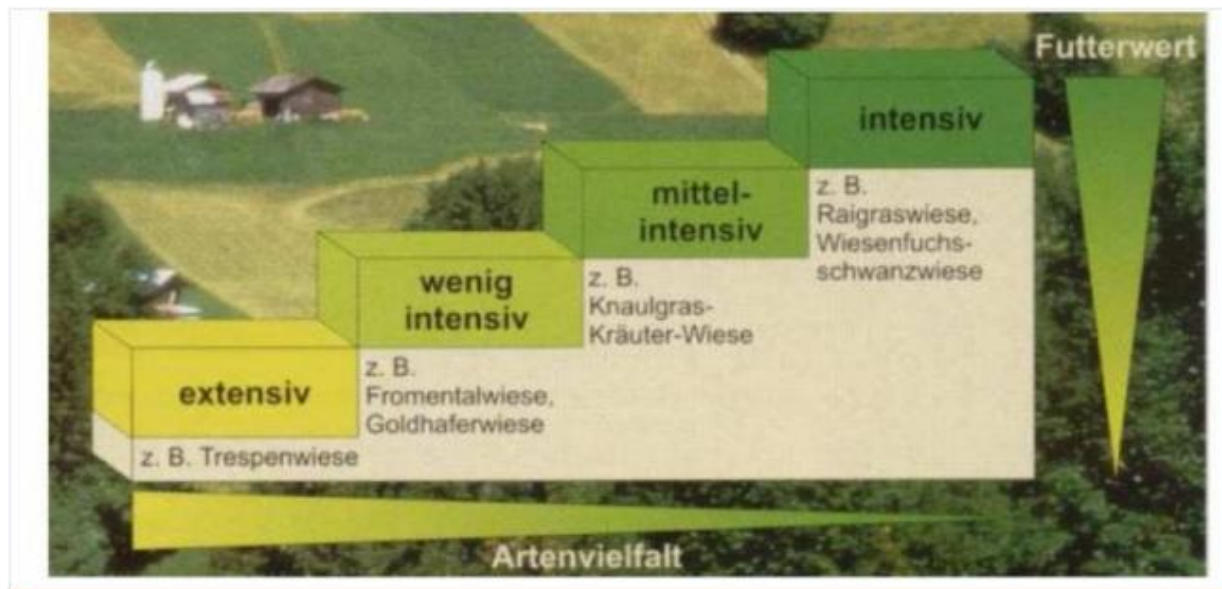 Futterwert
intensiv
z. B.
Raigraswiese,
Wiesenfuchs-
schwanzwiese
mittel-
intensiv
z. B.
Knaulgras-
Kräuter-Wiese
wenig
intensiv
z. B.
Fromentalwiese,
Goldhaferwiese
extensiv
z. B. Trespenwiese
Artenvielfalt